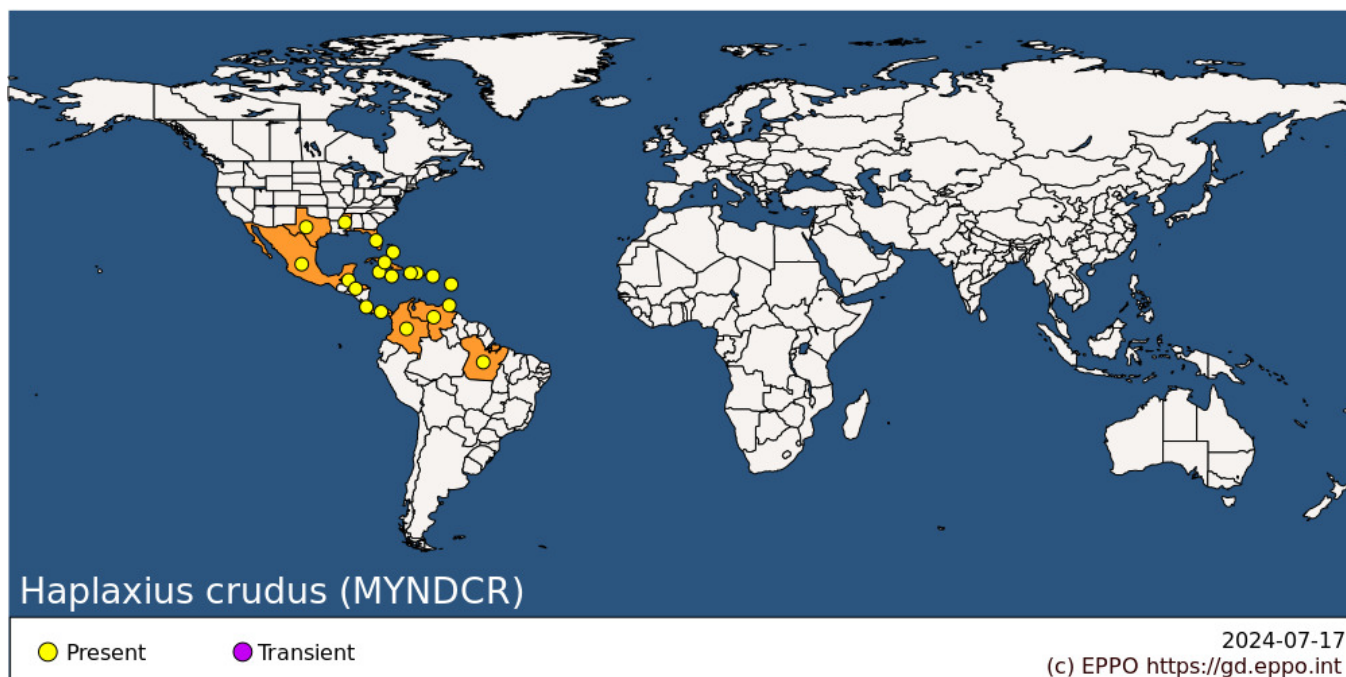 Haplaxius crudus (MYNDCR)
Present
Transient
2024-07-17
(c) EPPO https://gd.eppo.int